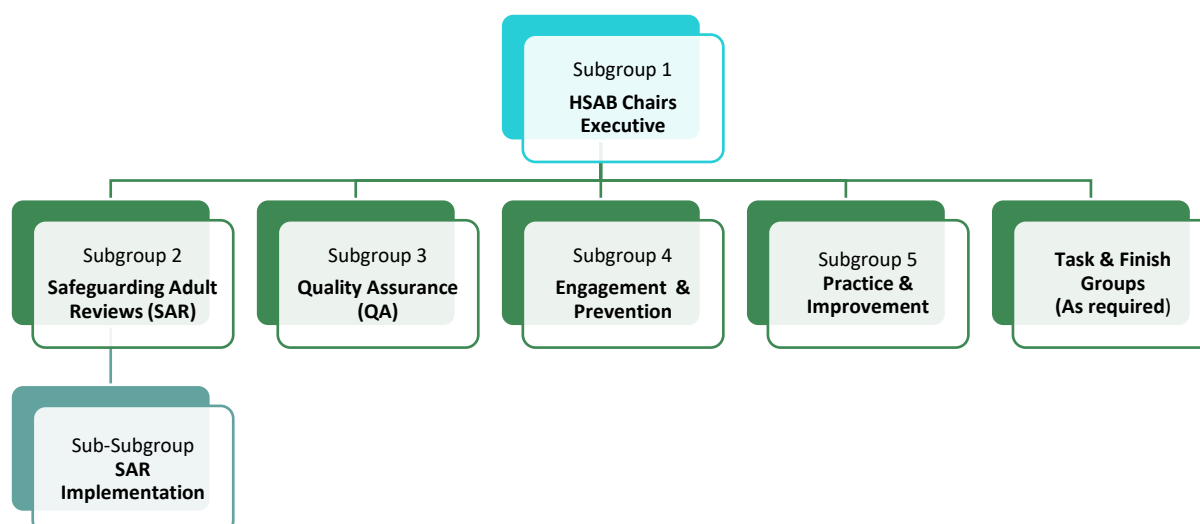 Subgroup 1
HSAB Chairs
Executive
Subgroup 2
Safeguarding Adult
Reviews (SAR)
Subgroup 3
Quality Assurance
(QA)
Subgroup 4
Engagement &
Prevention
Subgroup 5
Practice &
Improvement
Task & Finish
Groups
(As required)
Sub-Subgroup
SAR
Implementation